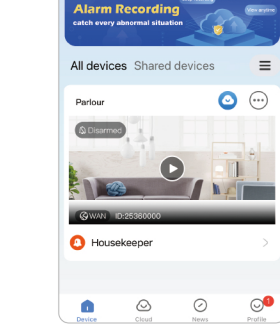 Alarm Recording
catch every abnormal situation
View anytime
All devices Shared devices
Parlour
Disarmed
WAN ID:25360000
Housekeeper
1
Device Cloud News Profile